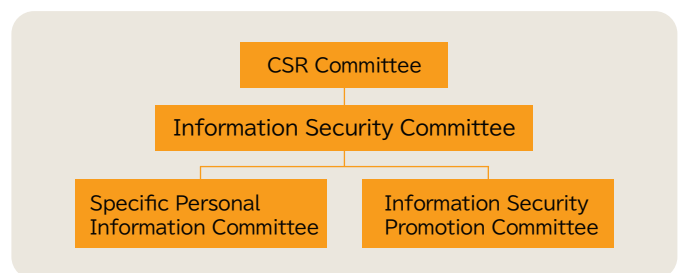 CSR Committee
Information Security Committee
Specific Personal
Information Committee
Information Security
Promotion Committee